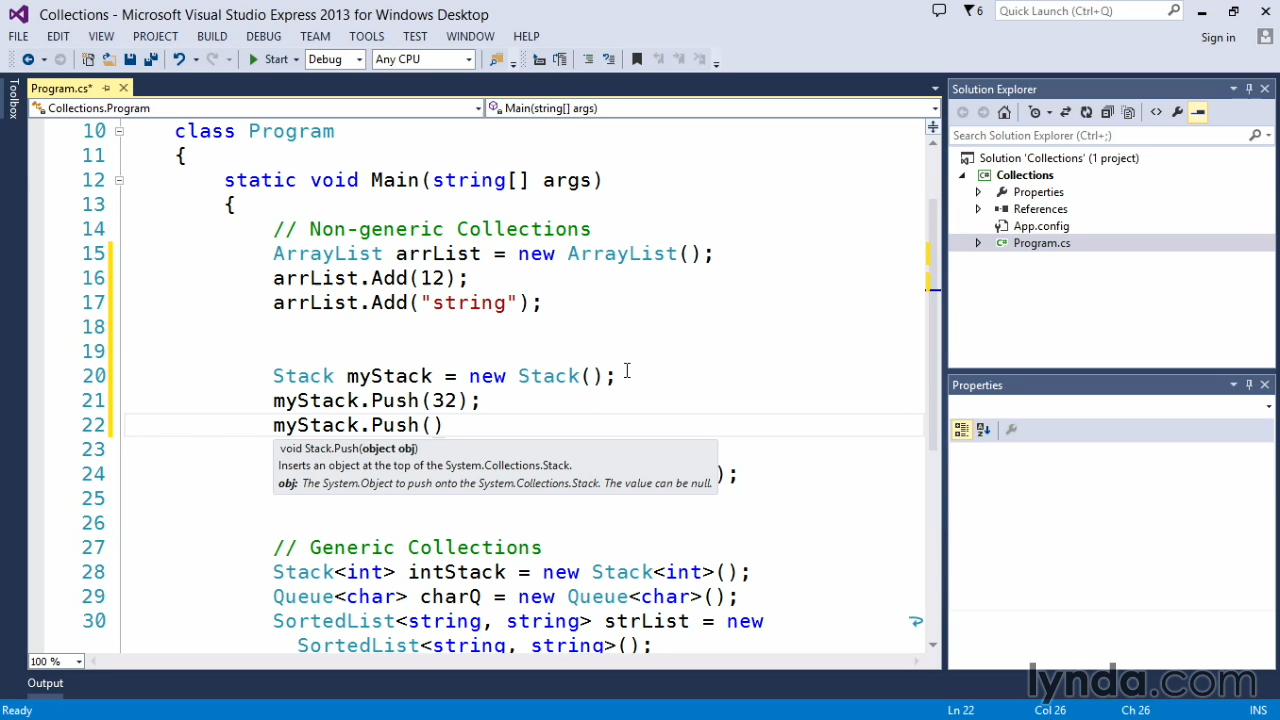 Collections - Microsoft Visual Studio Express 2013 for Windows Desktop
6
Quick Launch (Ctrl+Q)
FILE EDIT VIEW PROJECT BUILD DEBUG TEAM TOOLS TEST WINDOW HELP
Sign in
Start Debug Any CPU
Toolbox
Program.cs*
Collections.Program
Main(string[] args)
10 class Program
11 {
12 static void Main(string[] args)
13 {
14 // Non-generic Collections
15 ArrayList arrList = new ArrayList();
16 arrList.Add(12);
17 arrList.Add("string");
18
19
20 Stack myStack = new Stack();
21 myStack.Push(32);
22 myStack.Push()
void Stack.Push(object obj)
23
Inserts an object at the top of the System.Collections.Stack.
24 );
obj: The System.Object to push onto the System.Collections.Stack. The value can be null.
25
26
27 // Generic Collections
28 Stack<int> intStack = new Stack<int>();
29 Queue<char> charQ = new Queue<char>();
30 SortedList<string, string> strList = new
SortedList<string, string>();
100 %
Output
Solution Explorer
Search Solution Explorer (Ctrl+;)
Solution 'Collections' (1 project)
Collections
Properties
References
App.config
Program.cs
Properties
lynda.com
Ready
Ln 22 Col 26 Ch 26 INS